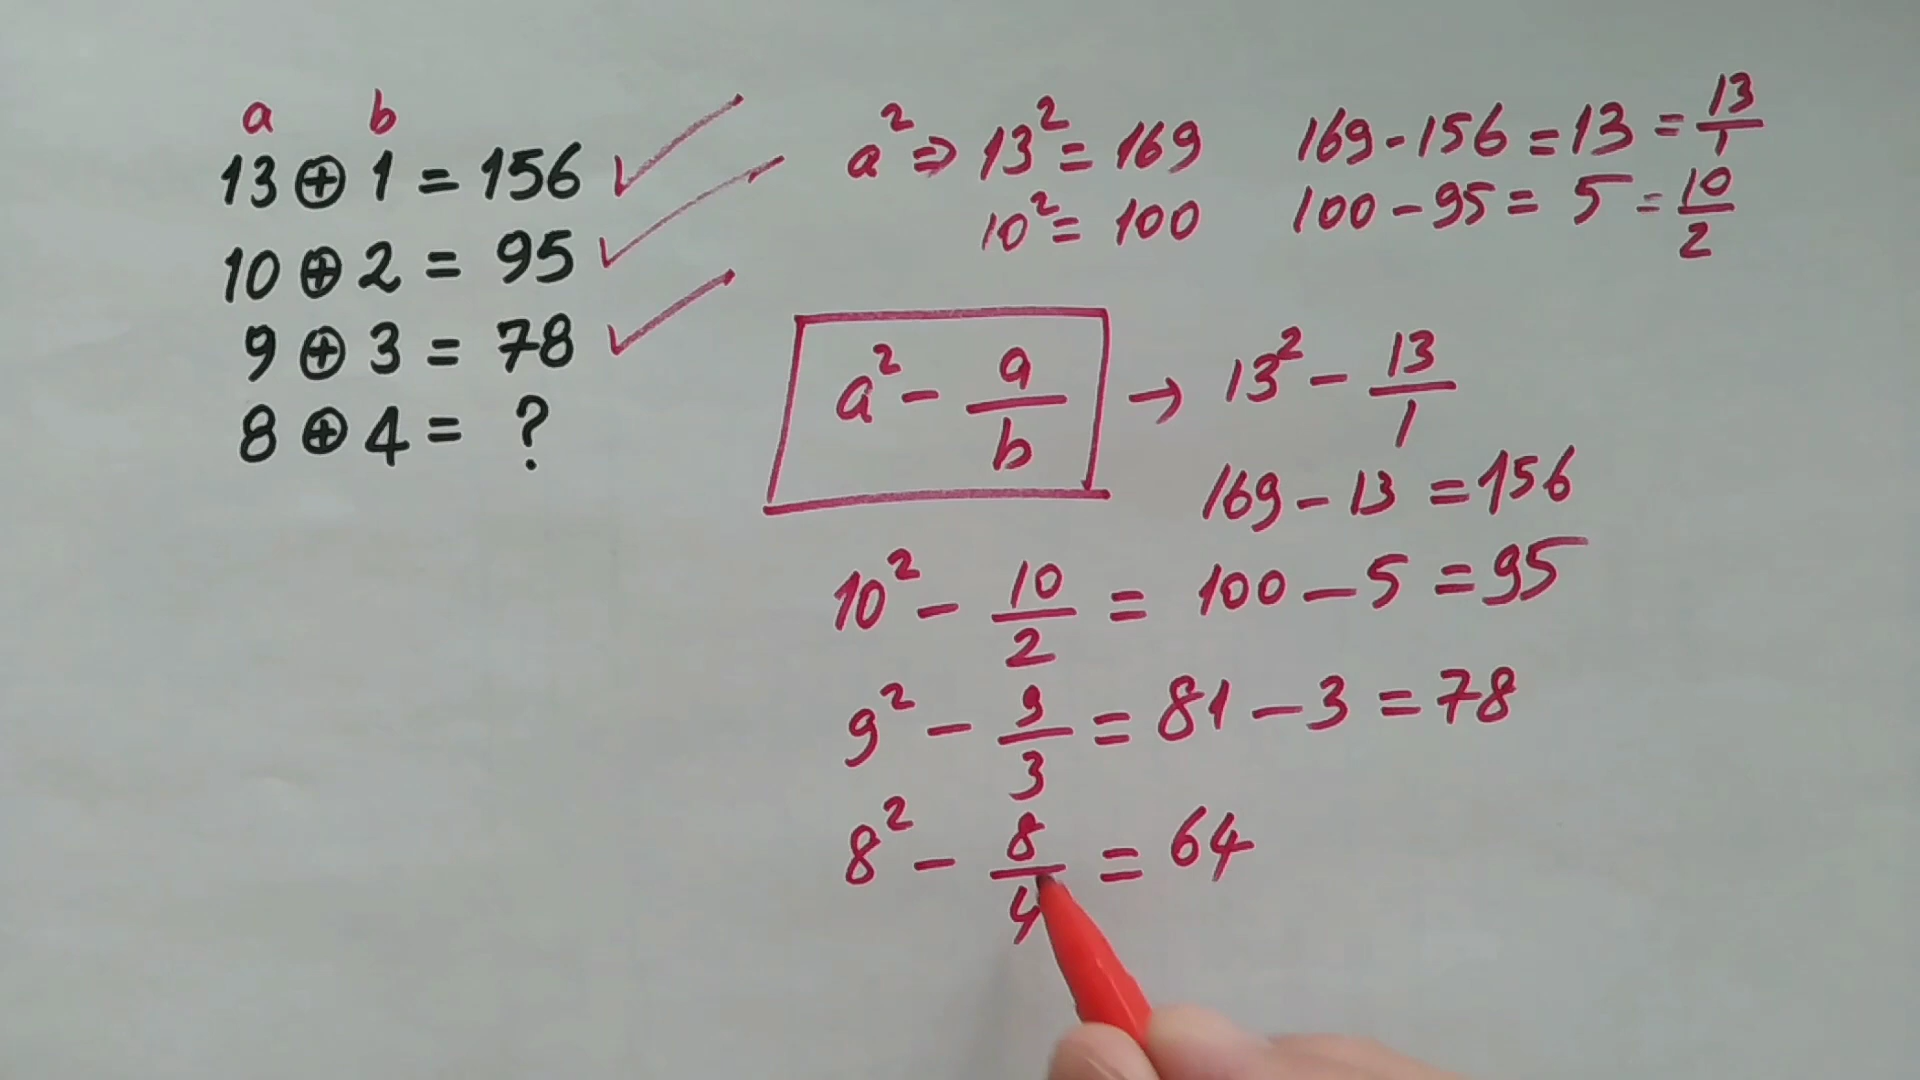 a b
13 ⊕ 1 = 156
10 ⊕ 2 = 95
9 ⊕ 3 = 78
8 ⊕ 4 = ?
a² ⇒ 13² = 169
10² = 100
169 - 156 = 13 = 13/1
100 - 95 = 5 = 10/2
a² - a/b → 13² - 13/1
169 - 13 = 156
10² - 10/2 = 100 - 5 = 95
9² - 9/3 = 81 - 3 = 78
8² - 8/4 = 64